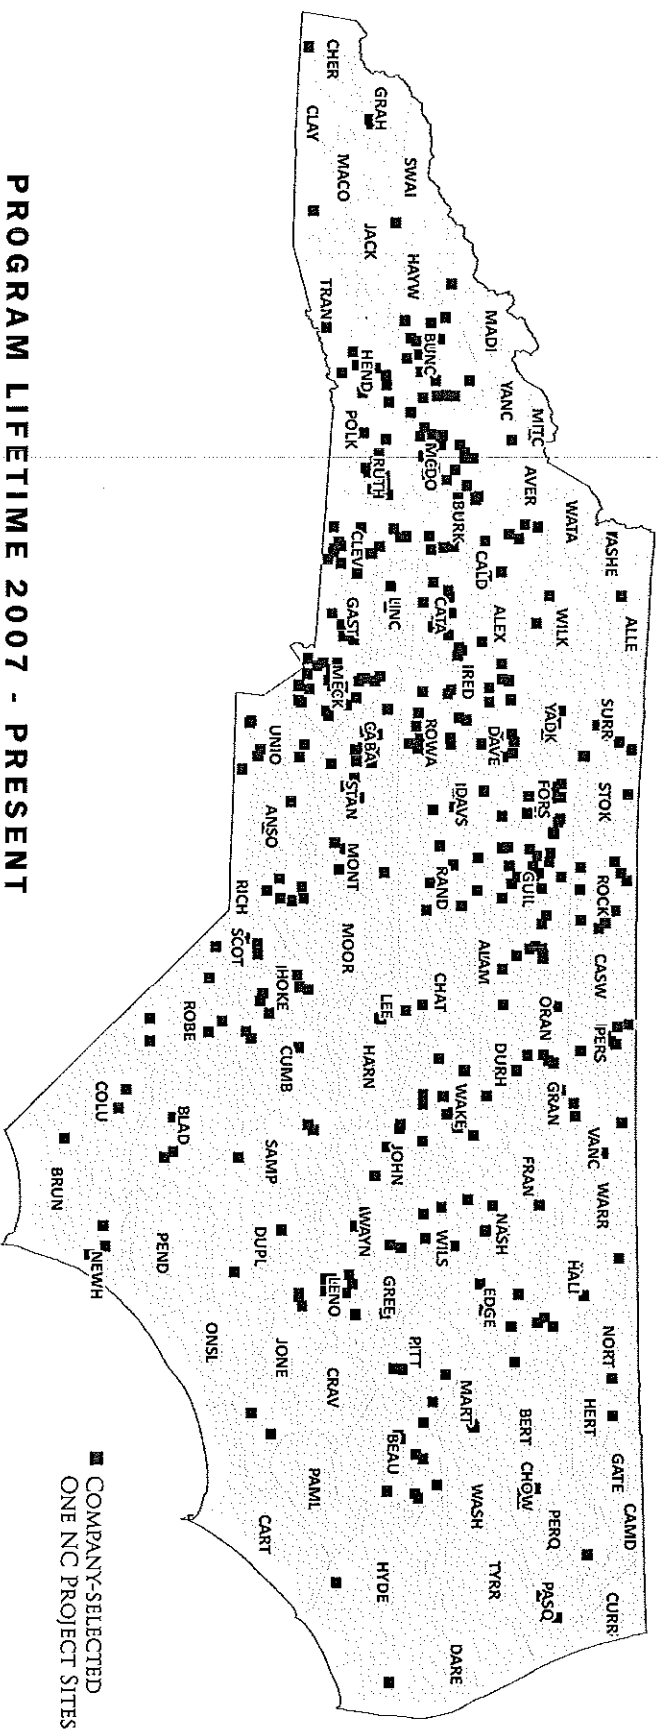 CHER
GRAH
CLAY
SWAI
MACO
JACK
HAYW
TRAN
MADI
BUNC
HEND
YANC
MITC
POLK
MCDO
RUTH
AVER
BURK
WATA
CLEV
ASHE
CALD
GAST
LINC
CATA
ALEX
WILK
ALLE
IRED
MECK
SURR
YADK
DAVE
ROWA
CABA
UNIO
STAN
STOK
FORS
DAVS
ANSO
MONT
RAND
GUIL
ROCK
RICH
MOOR
SCOT
ALAM
CASW
HOKE
CHAT
LEE
ORAN
PERS
ROBE
CUMB
HARN
DURH
GRAN
COLU
BLAD
WAKE
VANC
SAMP
JOHN
FRAN
WARR
BRUN
WAYN
NASH
WILS
PEND
DUPL
NEWH
HALI
LENO
GREE
EDGE
ONSL
JONE
PITT
NORT
CRAV
MART
BERT
HERT
BEAU
GATE
PAML
CHOW
WASH
CAMD
PERQ
CART
HYDE
TYRR
PASQ
CURR
DARE
COMPANY-SELECTED
ONE NC PROJECT SITES
PROGRAM LIFETIME 2007 - PRESENT